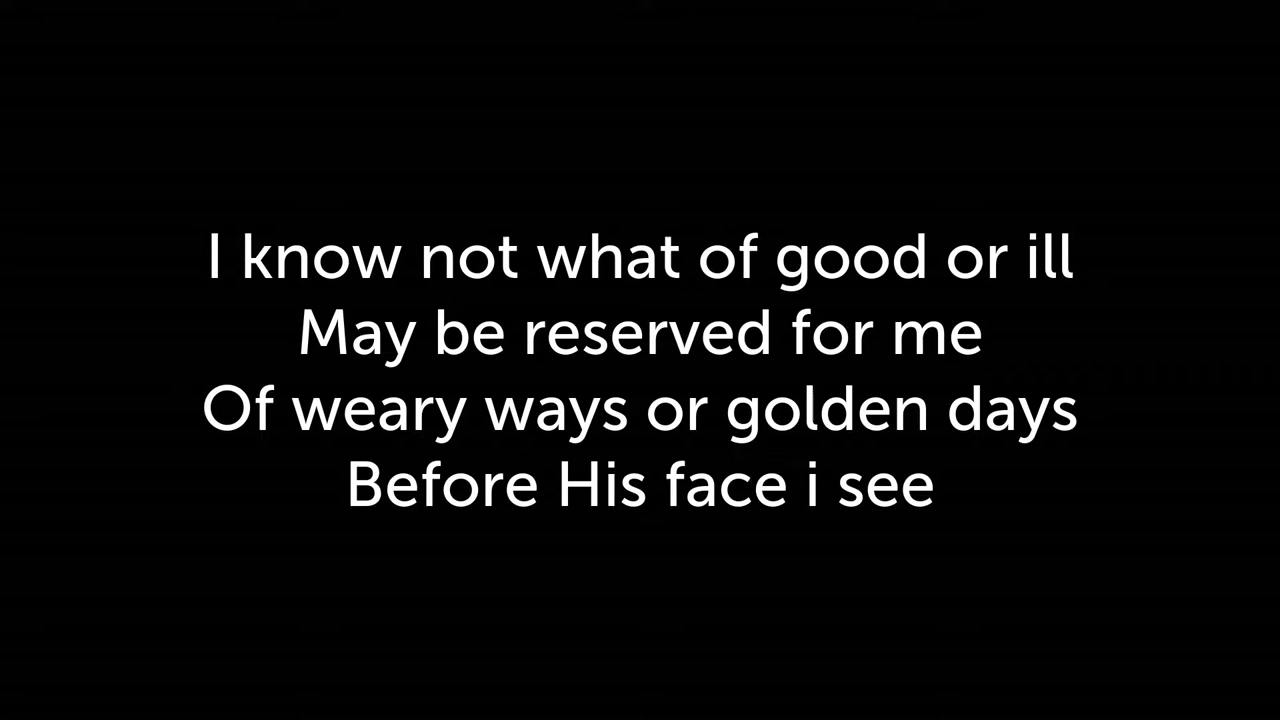 I know not what of good or ill
May be reserved for me
Of weary ways or golden days
Before His face i see